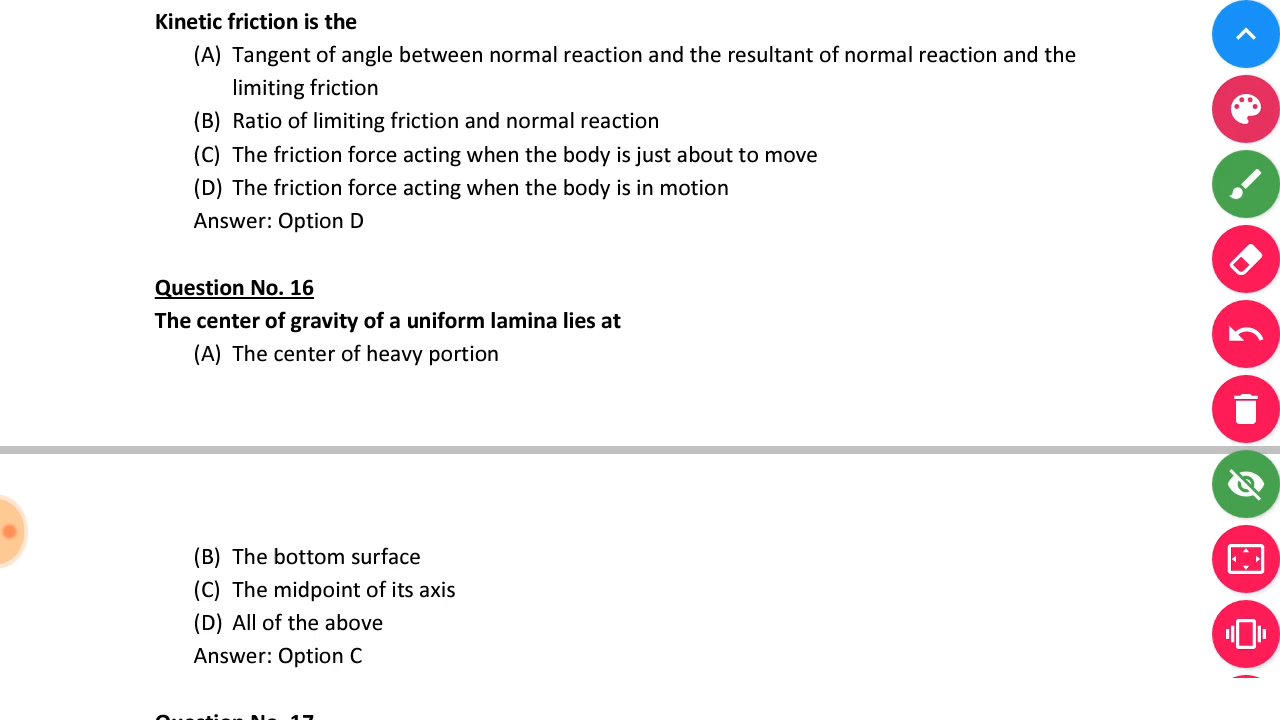 Kinetic friction is the
(A) Tangent of angle between normal reaction and the resultant of normal reaction and the
limiting friction
(B) Ratio of limiting friction and normal reaction
(C) The friction force acting when the body is just about to move
(D) The friction force acting when the body is in motion
Answer: Option D
Question No. 16
The center of gravity of a uniform lamina lies at
(A) The center of heavy portion
(B) The bottom surface
(C) The midpoint of its axis
(D) All of the above
Answer: Option C
Question No. 17